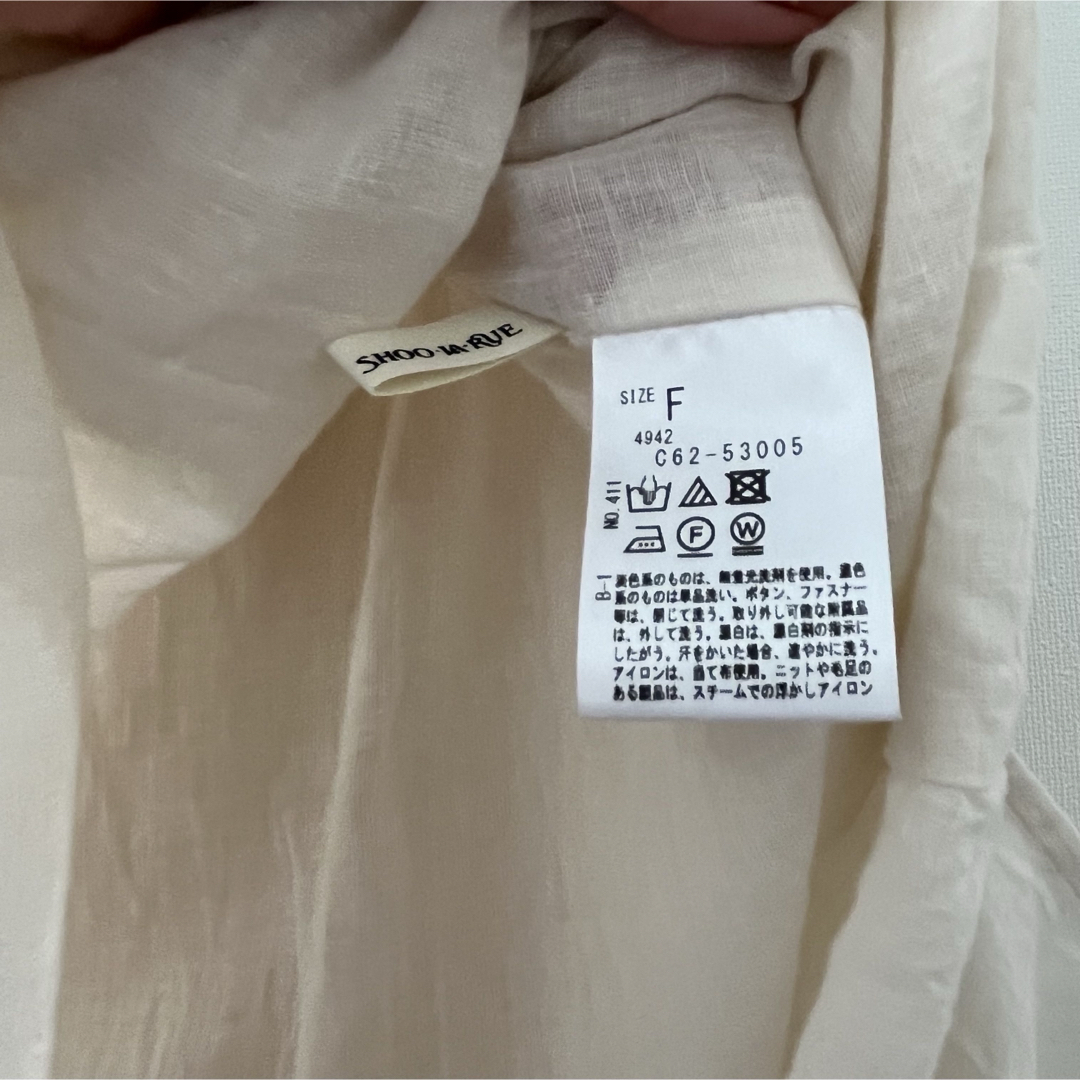 SHOO·LA·RUE
SIZE F
4942
C62-53005
NO.411
F W
B-1
淡色系のものは、無蛍光洗剤を使用。濃色
系のものは単品洗い。ボタン、ファスナー
等は、閉じて洗う。取り外し可能な附属品
は、外して洗う。漂白は、漂白剤の指示に
したがう。汗をかいた場合、速やかに洗う。
アイロンは、当て布使用。ニットや毛足の
ある製品は、スチームでの浮かしアイロン